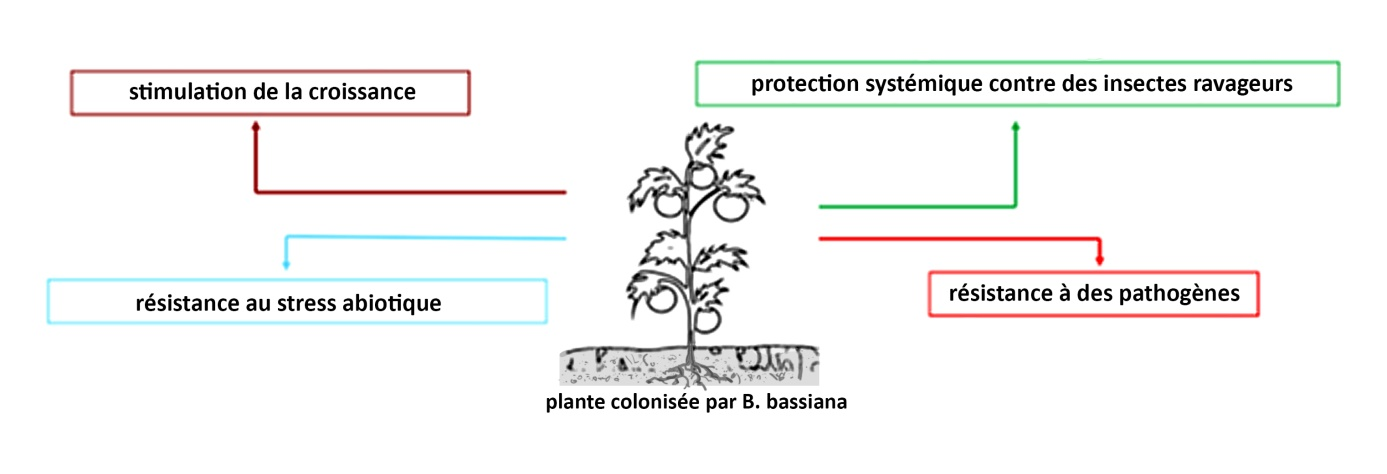 stimulation de la croissance
protection systémique contre des insectes ravageurs
résistance au stress abiotique
résistance à des pathogènes
plante colonisée par B. bassiana